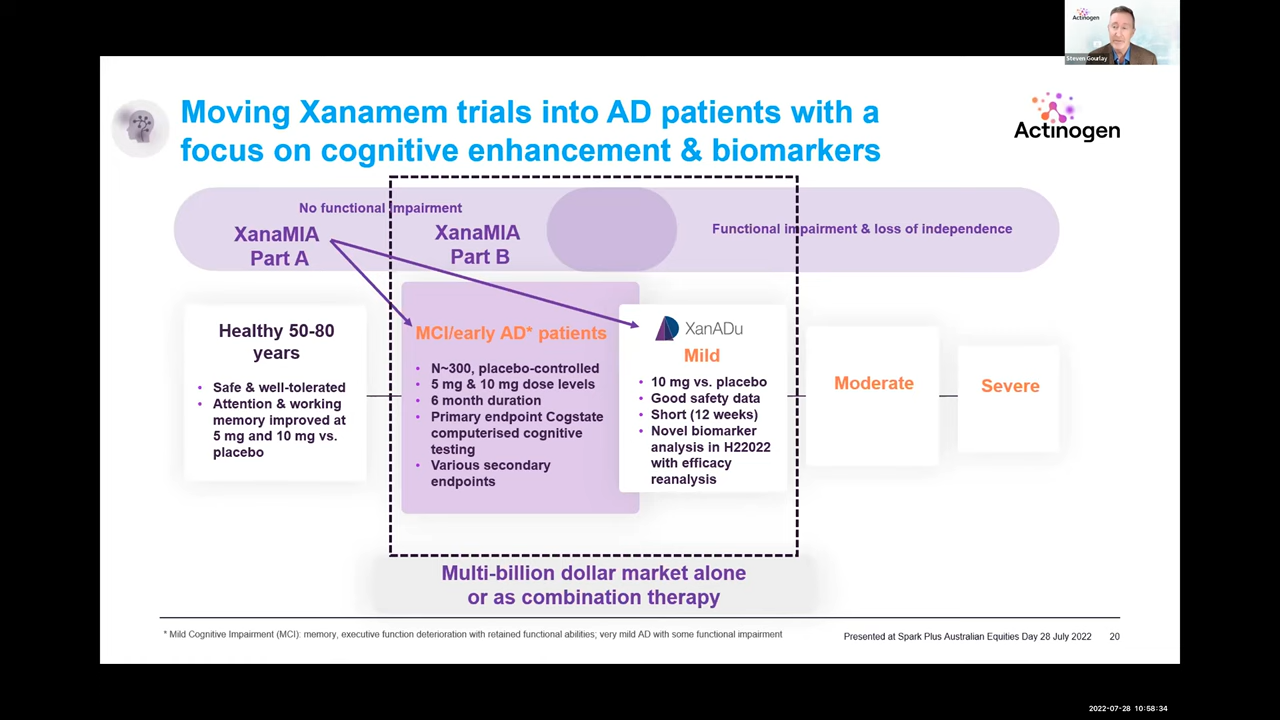 Actinogen
Steven Gourlay
Moving Xanamem trials into AD patients with a
focus on cognitive enhancement & biomarkers
Actinogen
No functional impairment
XanaMIA
Part A
XanaMIA
Part B
Functional impairment & loss of independence
Healthy 50-80
years
• Safe & well-tolerated
• Attention & working
memory improved at
5 mg and 10 mg vs.
placebo
MCI/early AD* patients
• N~300, placebo-controlled
• 5 mg & 10 mg dose levels
• 6 month duration
• Primary endpoint Cogstate
computerised cognitive
testing
• Various secondary
endpoints
XanADu
Mild
• 10 mg vs. placebo
• Good safety data
• Short (12 weeks)
• Novel biomarker
analysis in H22022
with efficacy
reanalysis
Moderate
Severe
Multi-billion dollar market alone
or as combination therapy
* Mild Cognitive Impairment (MCI): memory, executive function deterioration with retained functional abilities; very mild AD with some functional impairment
Presented at Spark Plus Australian Equities Day 28 July 2022 20
2022-07-28 10:58:34